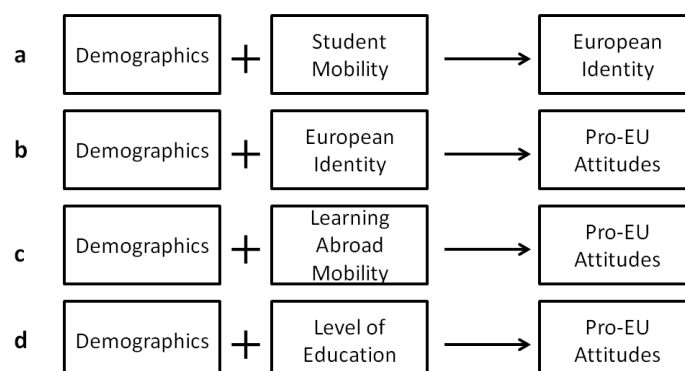 a Demographics + Student Mobility European Identity
b Demographics + European Identity Pro-EU Attitudes
c Demographics + Learning Abroad Mobility Pro-EU Attitudes
d Demographics + Level of Education Pro-EU Attitudes